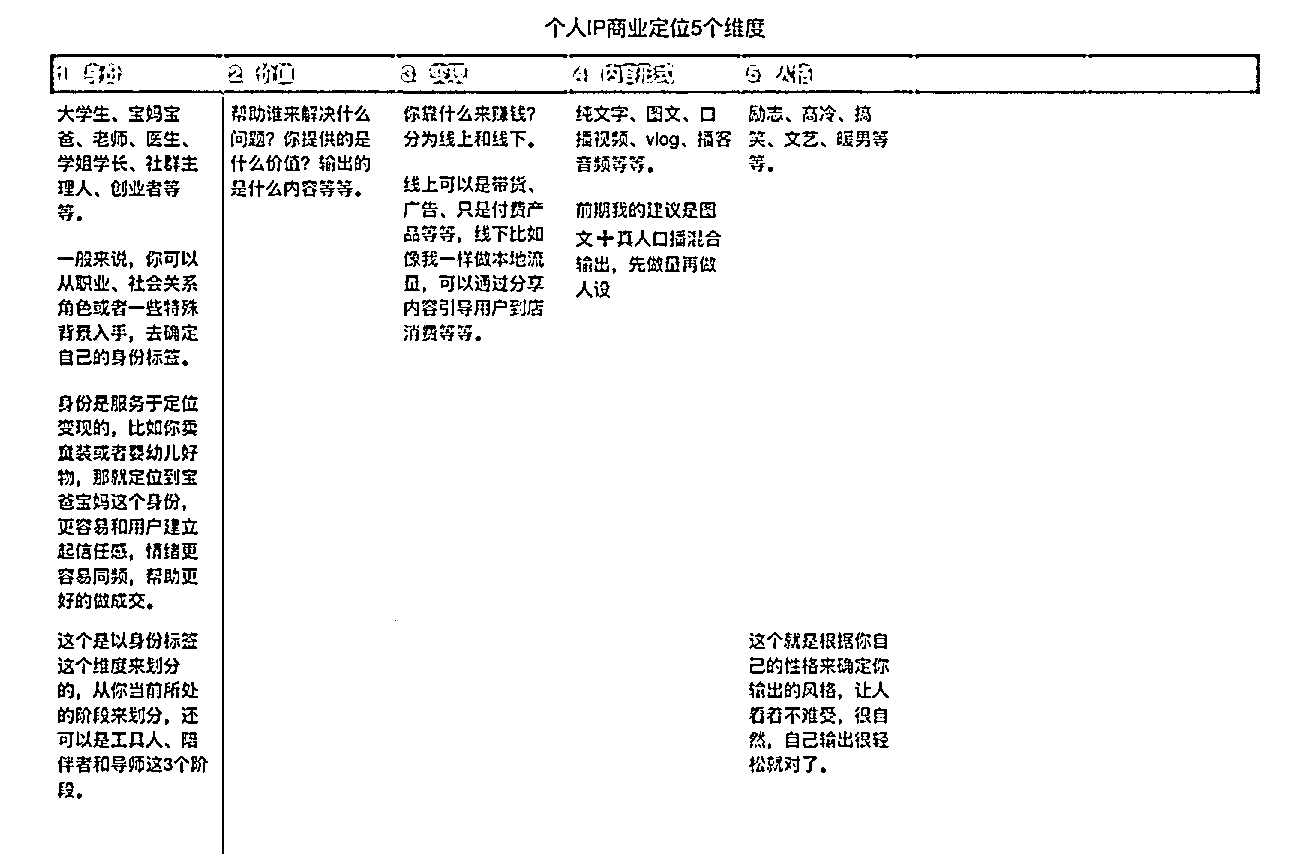 个人IP商业定位5个维度
1 身份
2 价值
3 变现
4 内容形式
5 人格
大学生、宝妈宝
爸、老师、医生、
学姐学长、社群主
理人、创业者等
等。
一般来说，你可以
从职业、社会关系
角色或者一些特殊
背景入手，去确定
自己的身份标签。
身份是服务于定位
变现的，比如你卖
童装或者婴幼儿好
物，那就定位到宝
爸宝妈这个身份，
更容易和用户建立
起信任感，情绪更
容易同频，帮助更
好的做成交。
这个是以身份标签
这个维度来划分
的，从你当前所处
的阶段来划分，还
可以是工具人、陪
伴者和导师这3个阶
段。
帮助谁来解决什么
问题？你提供的是
什么价值？输出的
是什么内容等等。
你靠什么来赚钱？
分为线上和线下。
线上可以是带货、
广告、只是付费产
品等等，线下比如
像我一样做本地流
量，可以通过分享
内容引导用户到店
消费等等。
纯文字、图文、口
播视频、vlog、播客
音频等等。
前期我的建议是图
文＋真人口播混合
输出，先做量再做
人设
励志、高冷、搞
笑、文艺、暖男等
等。
这个就是根据你自
己的性格来确定你
输出的风格，让人
看着不难受，很自
然，自己输出很轻
松就对了。